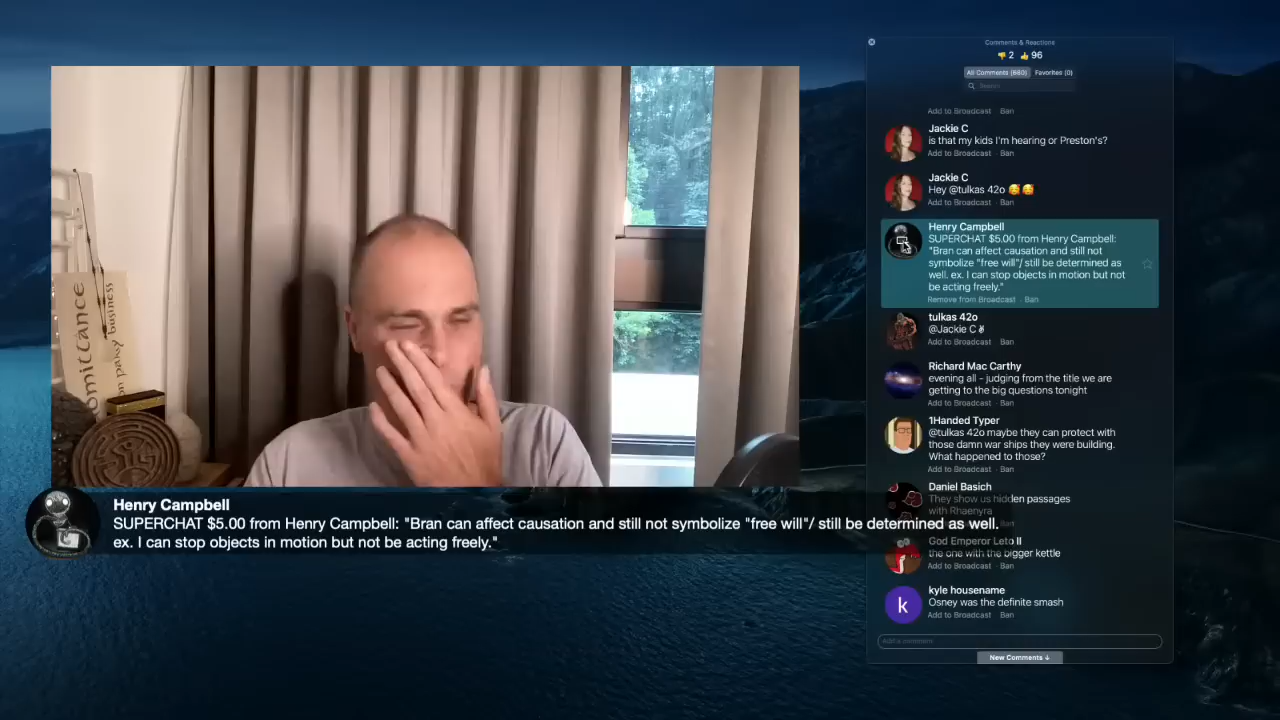 omittance
on parly business
Henry Campbell
SUPERCHAT $5.00 from Henry Campbell: "Bran can affect causation and still not symbolize "free will"/ still be determined as well.
ex. I can stop objects in motion but not be acting freely."
Comments & Reactions
2 96
All Comments (660) Favorites (0)
Search
Add to Broadcast Ban
Jackie C
is that my kids I'm hearing or Preston's?
Add to Broadcast · Ban
Jackie C
Hey @tulkas 42o 🥰 🥰
Add to Broadcast · Ban
Henry Campbell
SUPERCHAT $5.00 from Henry Campbell:
"Bran can affect causation and still not
symbolize "free will"/ still be determined as
well. ex. I can stop objects in motion but not
be acting freely."
Remove from Broadcast · Ban
tulkas 42o
@Jackie C ✌
Add to Broadcast · Ban
Richard Mac Carthy
evening all - judging from the title we are
getting to the big questions tonight
Add to Broadcast · Ban
1Handed Typer
@tulkas 42o maybe they can protect with
those damn war ships they were building.
What happened to those?
Add to Broadcast · Ban
Daniel Basich
They show us hidden passages
with Rhaenyra
God Emperor Leto II
the one with the bigger kettle
Add to Broadcast · Ban
k
kyle housename
Osney was the definite smash
Add to Broadcast · Ban
Add a comment
New Comments ↓